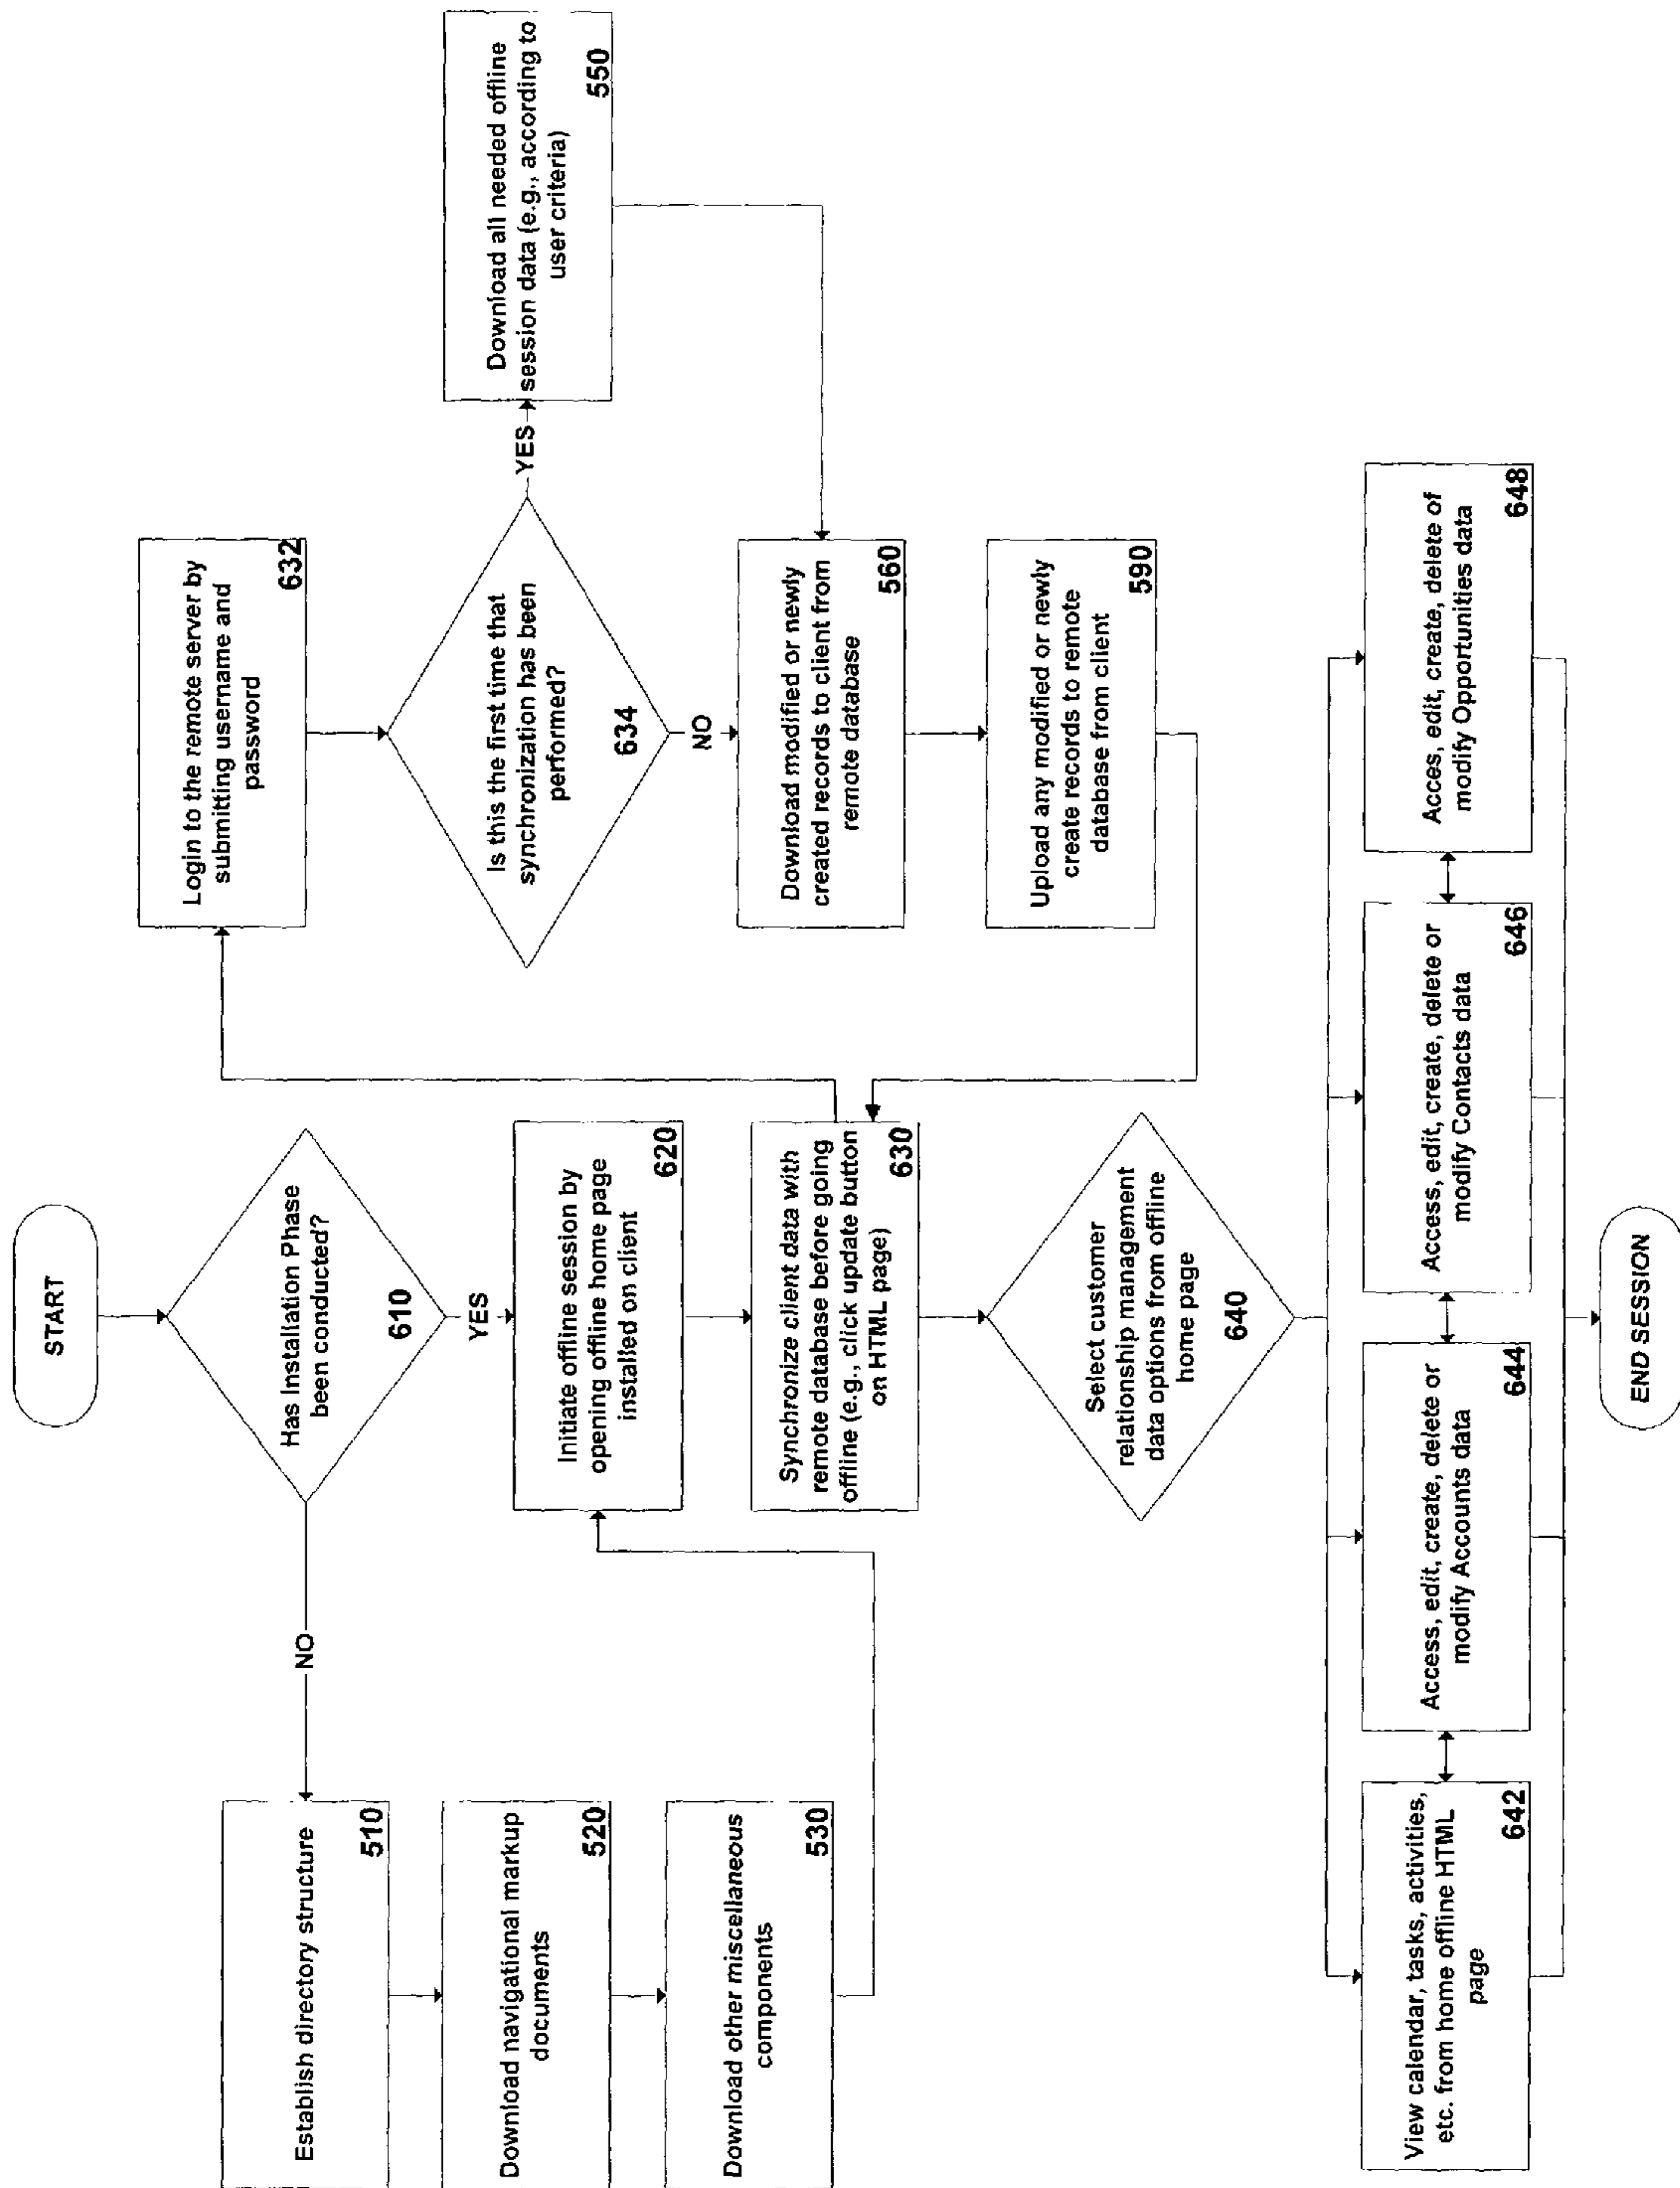 START
Has Installation Phase
been conducted?
610
NO
YES
Establish directory structure
510
Download navigational markup
documents
520
Download other miscellaneous
components
530
Initiate offline session by
opening offline home page
installed on client
620
Synchronize client data with
remote database before going
offline (e.g., click update button
on HTML page)
630
Login to the remote server by
submitting username and
password
632
Is this the first time that
synchronization has been
performed?
634
YES
NO
Download all needed offline
session data (e.g., according to
user criteria)
550
Download modified or newly
created records to client from
remote database
560
Upload any modified or newly
create records to remote
database from client
590
Select customer
relationship management
data options from offline
home page
640
View calendar, tasks, activities,
etc. from home offline HTML
page
642
Access, edit, create, delete or
modify Accounts data
644
Access, edit, create, delete or
modify Contacts data
646
Acces, edit, create, delete of
modify Opportunities data
648
END SESSION